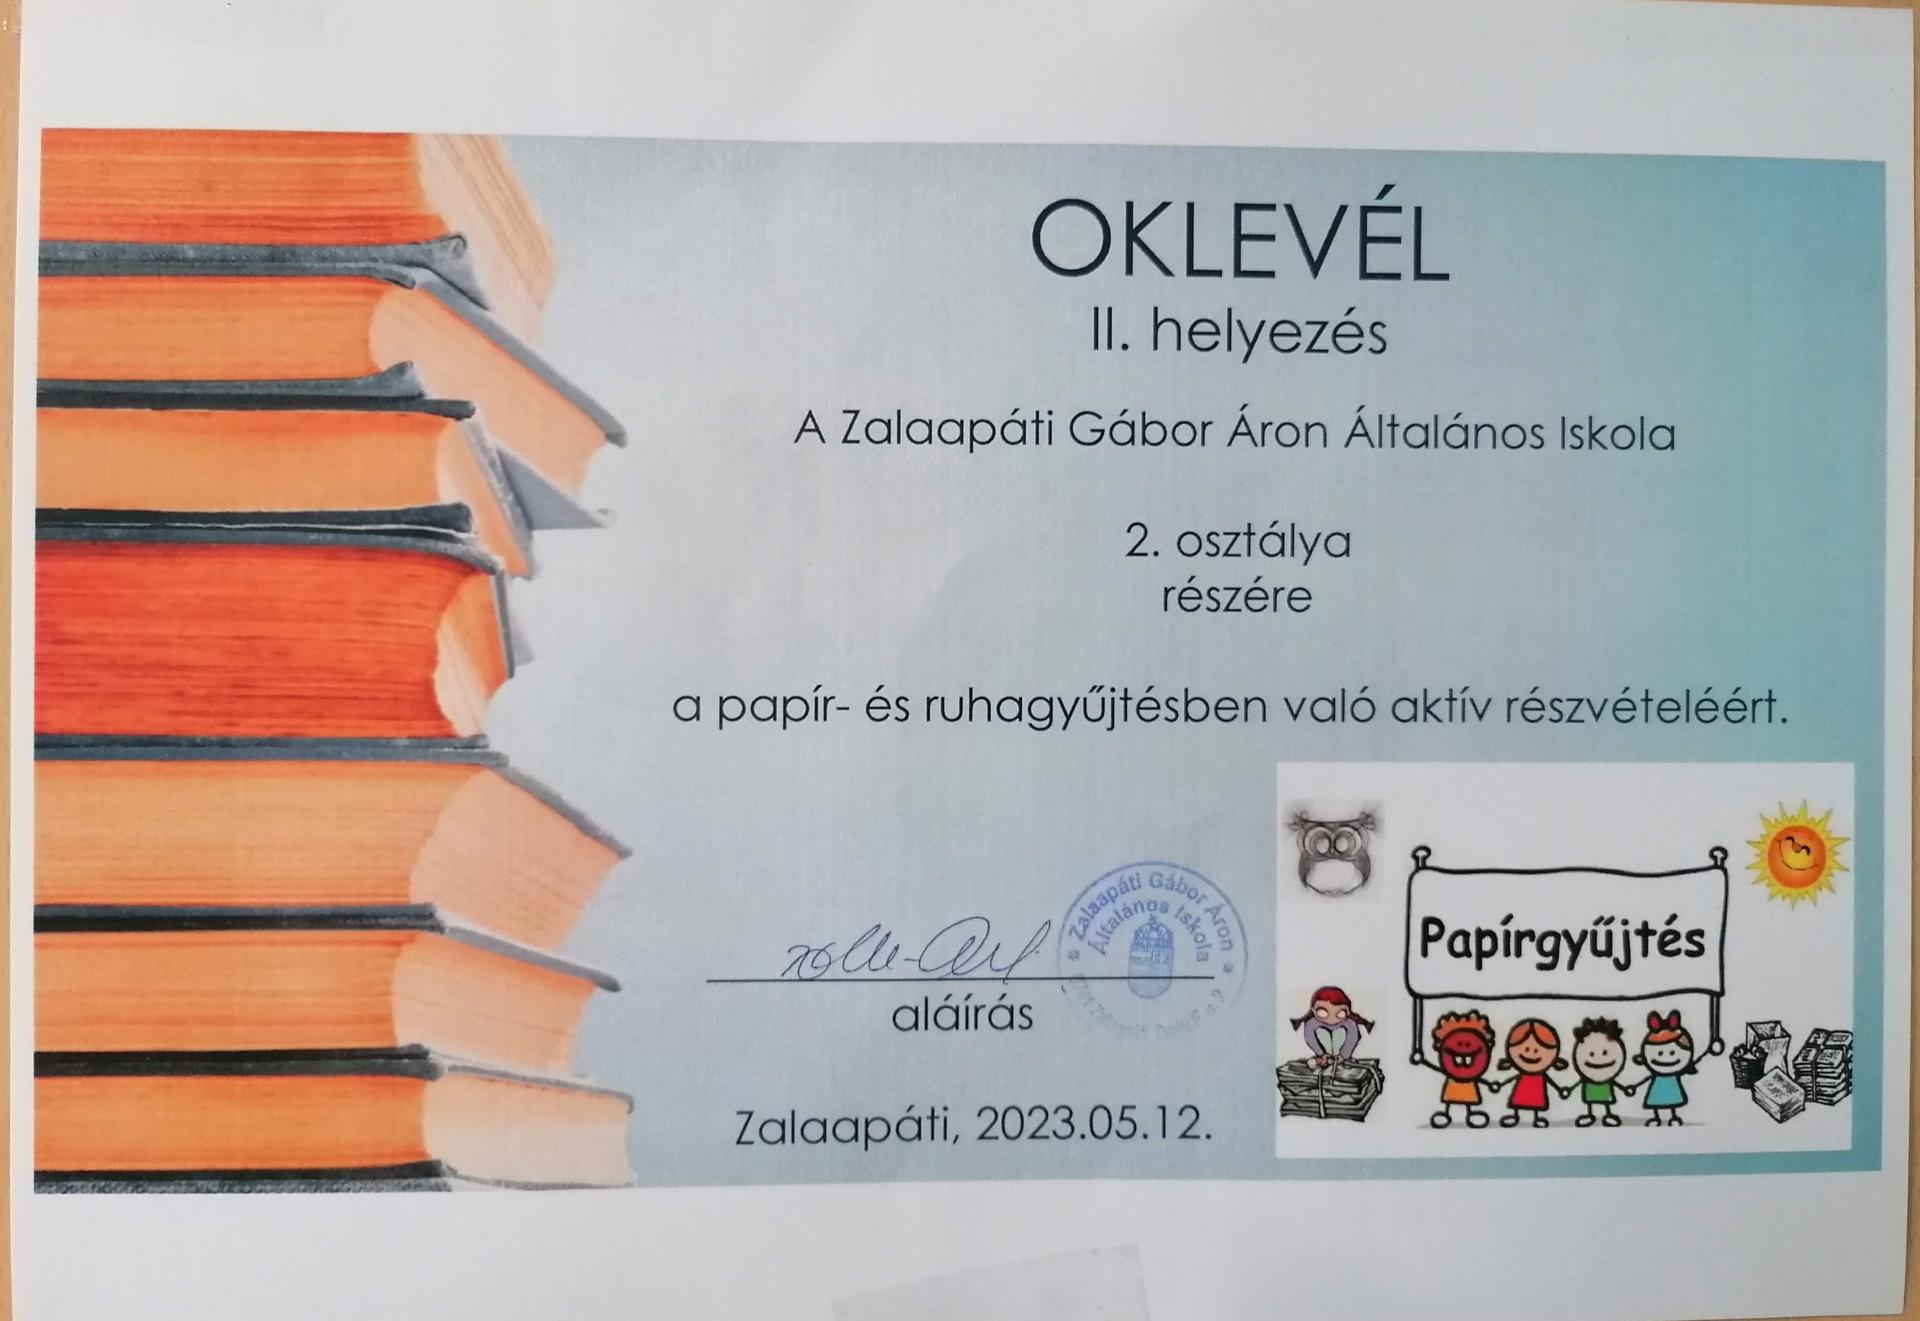 OKLEVÉL
II. helyezés
A Zalaapáti Gábor Áron Általános Iskola
2. osztálya
részére
a papír- és ruhagyűjtésben való aktív részvételéért.
Papírgyűjtés
* Zalaapáti Gábor Áron *
Általános Iskola
aláírás
Zalaapáti, 2023.05.12.